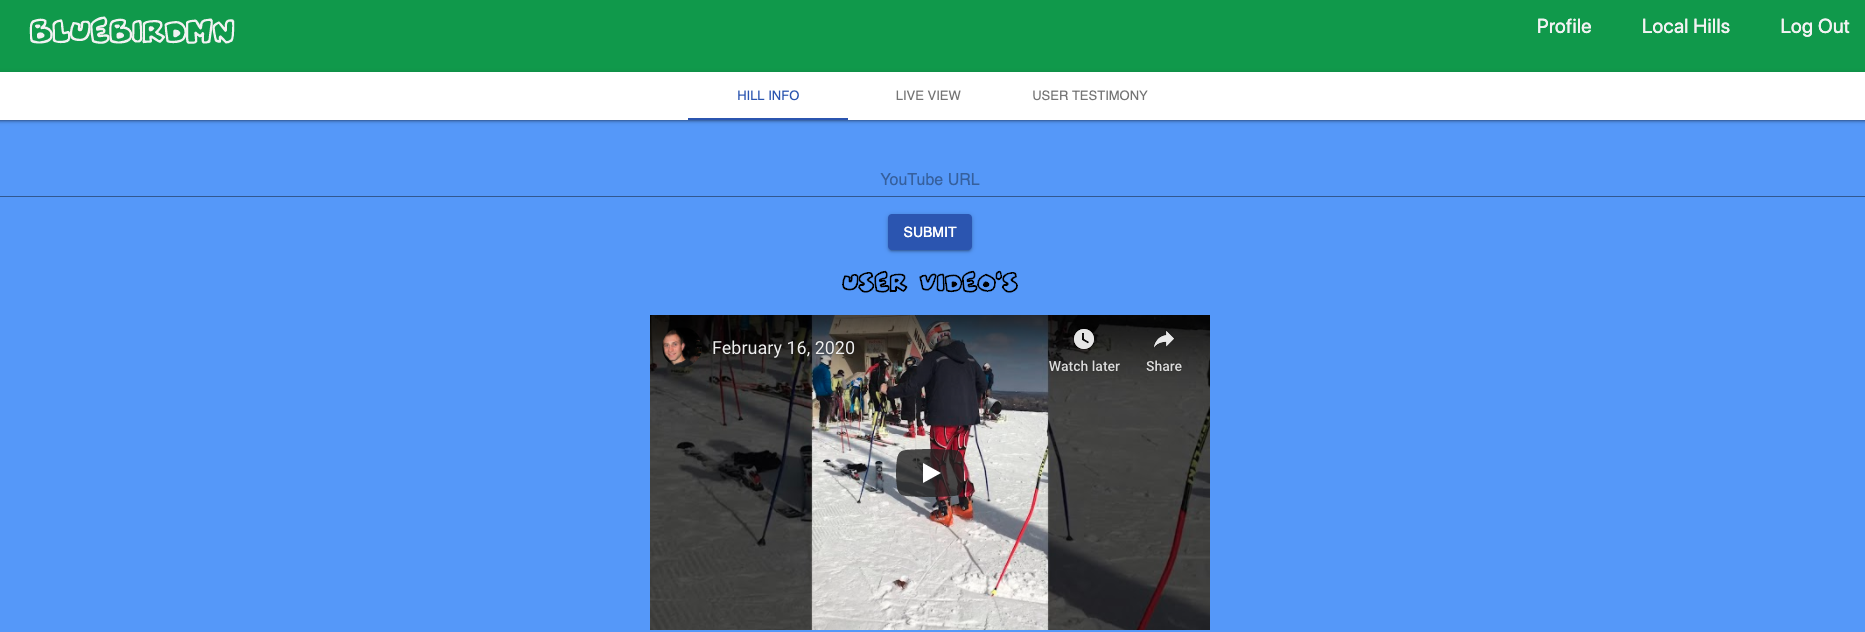 BLUEBIRDMN
Profile Local Hills Log Out
HILL INFO LIVE VIEW USER TESTIMONY
YouTube URL
SUBMIT
USER VIDEO'S
February 16, 2020
Watch later Share